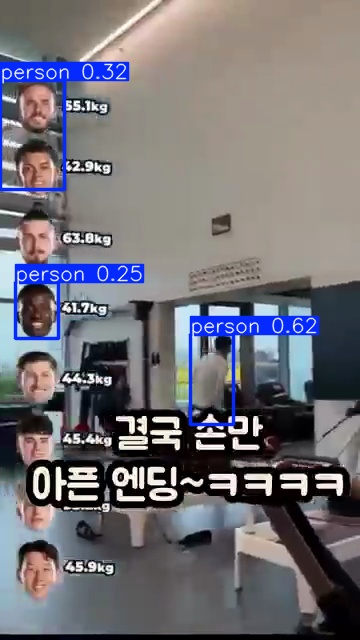 person 0.32
55.1kg
42.9kg
63.8kg
person 0.25
41.7kg
person 0.62
44.3kg
45.4kg
결국 손만
아픈 엔딩~ㅋㅋㅋㅋ
45.9kg